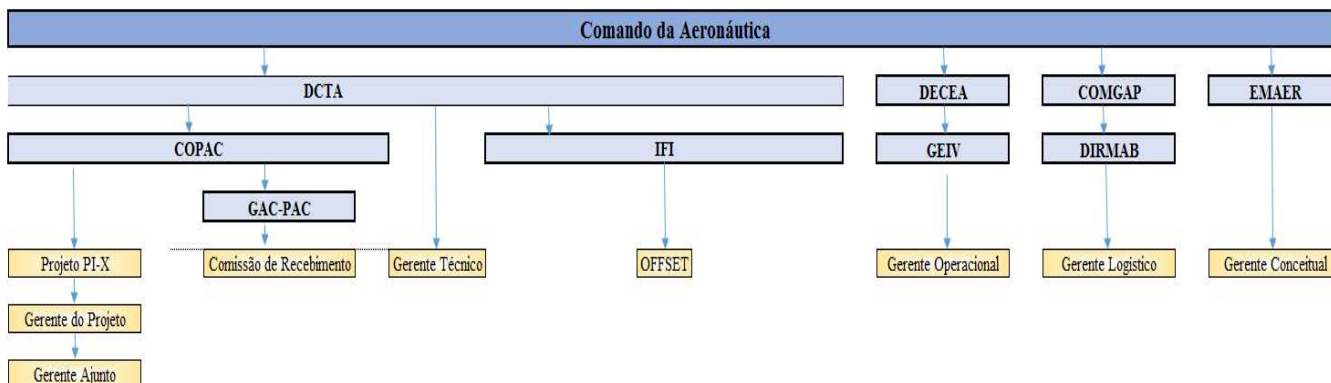 Comando da Aeronáutica
DCTA
DECEA
COMGAP
EMAER
COPAC
IFI
GEIV
DIRMAB
GAC-PAC
Projeto PI-X
Comissão de Recebimento
Gerente Técnico
OFFSET
Gerente Operacional
Gerente Logistico
Gerente Conceitual
Gerente do Projeto
Gerente Ajunto